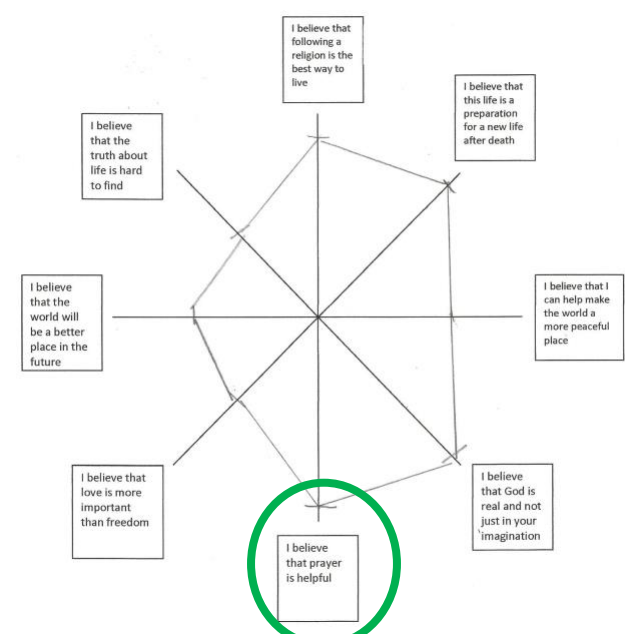 I believe that
following a
religion is the
best way to
live
I believe that
this life is a
preparation
for a new life
after death
I believe that I
can help make
the world a
more peaceful
place
I believe
that God is
real and not
just in your
imagination
I believe
that prayer
is helpful
I believe that
love is more
important
than freedom
I believe
that the
world will
be a better
place in the
future
I believe
that the
truth about
life is hard
to find